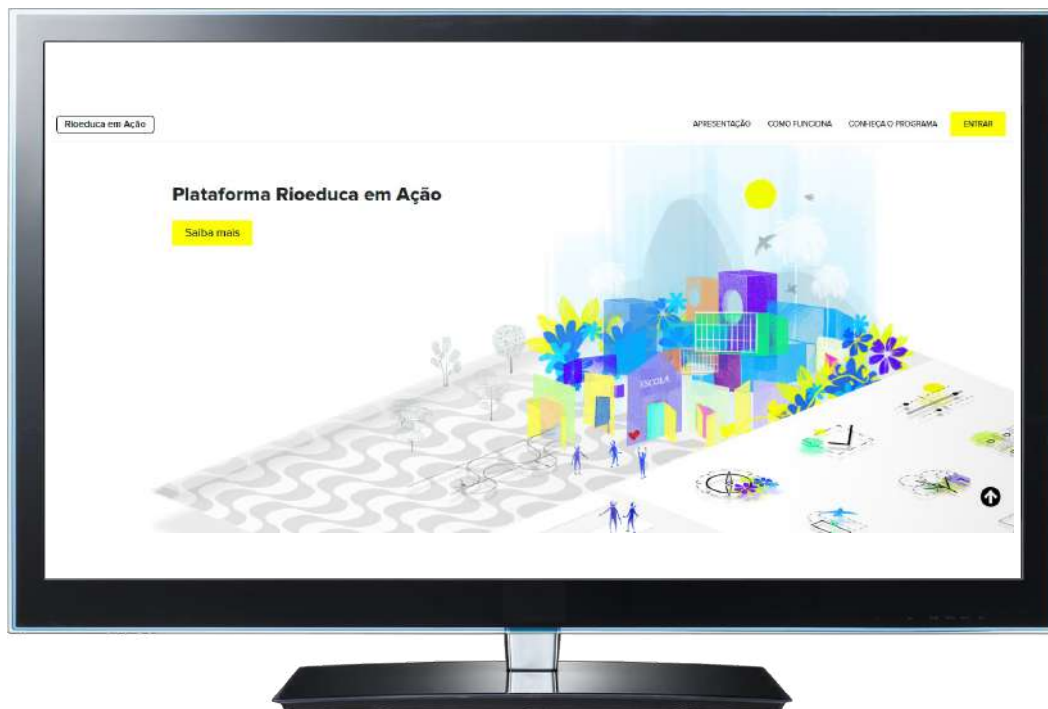 Rioeduca em Ação
APRESENTAÇÃO COMO FUNCIONA CONHEÇA O PROGRAMA ENTRAR
Plataforma Rioeduca em Ação
Saiba mais
ESCOLA